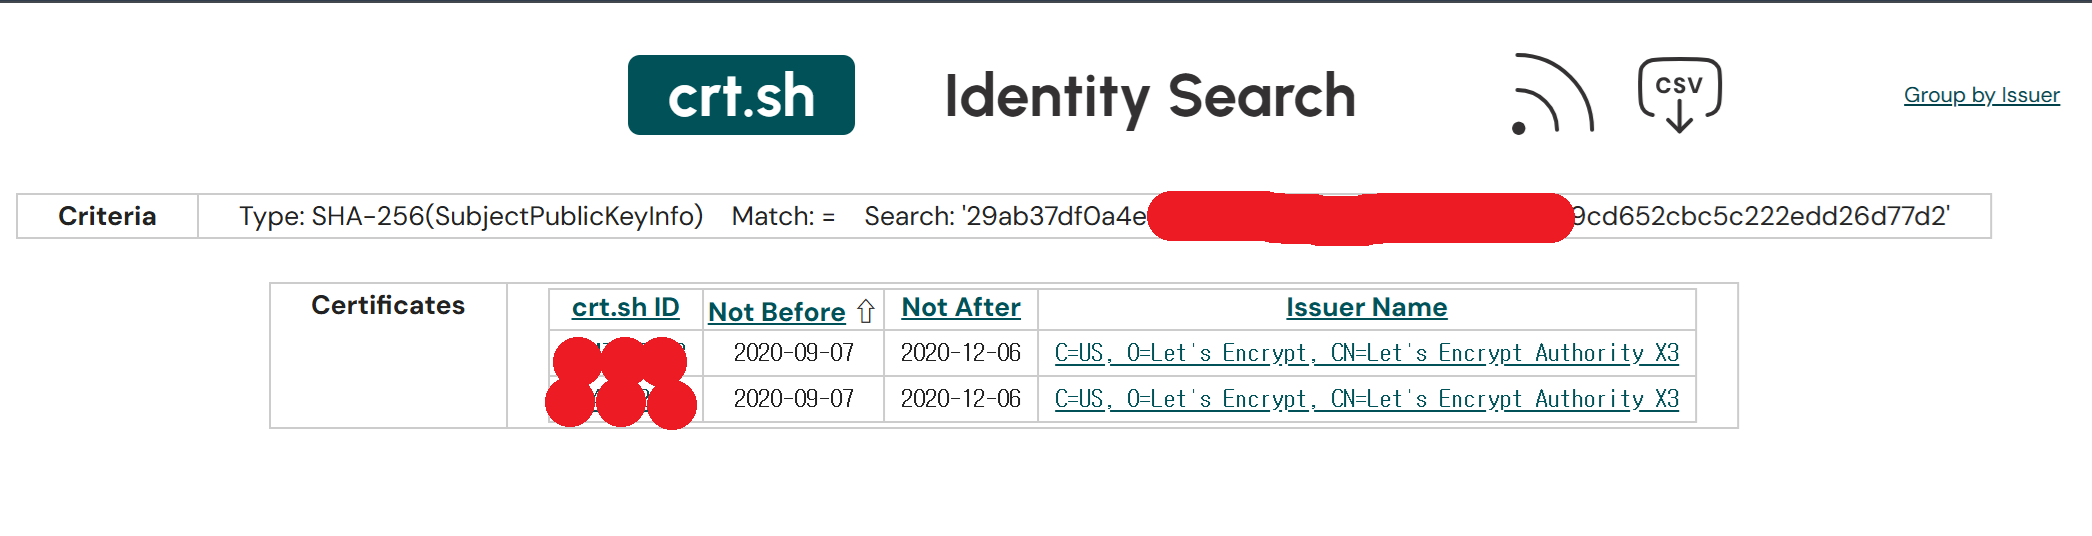 crt.sh Identity Search CSV Group by Issuer
Criteria Type: SHA-256(SubjectPublicKeyInfo) Match: = Search: '29ab37df0a4e 9cd652cbc5c222edd26d77d2'
Certificates crt.sh ID Not Before ⇧ Not After Issuer Name
2020-09-07 2020-12-06 C=US, O=Let's Encrypt, CN=Let's Encrypt Authority X3
2020-09-07 2020-12-06 C=US, O=Let's Encrypt, CN=Let's Encrypt Authority X3